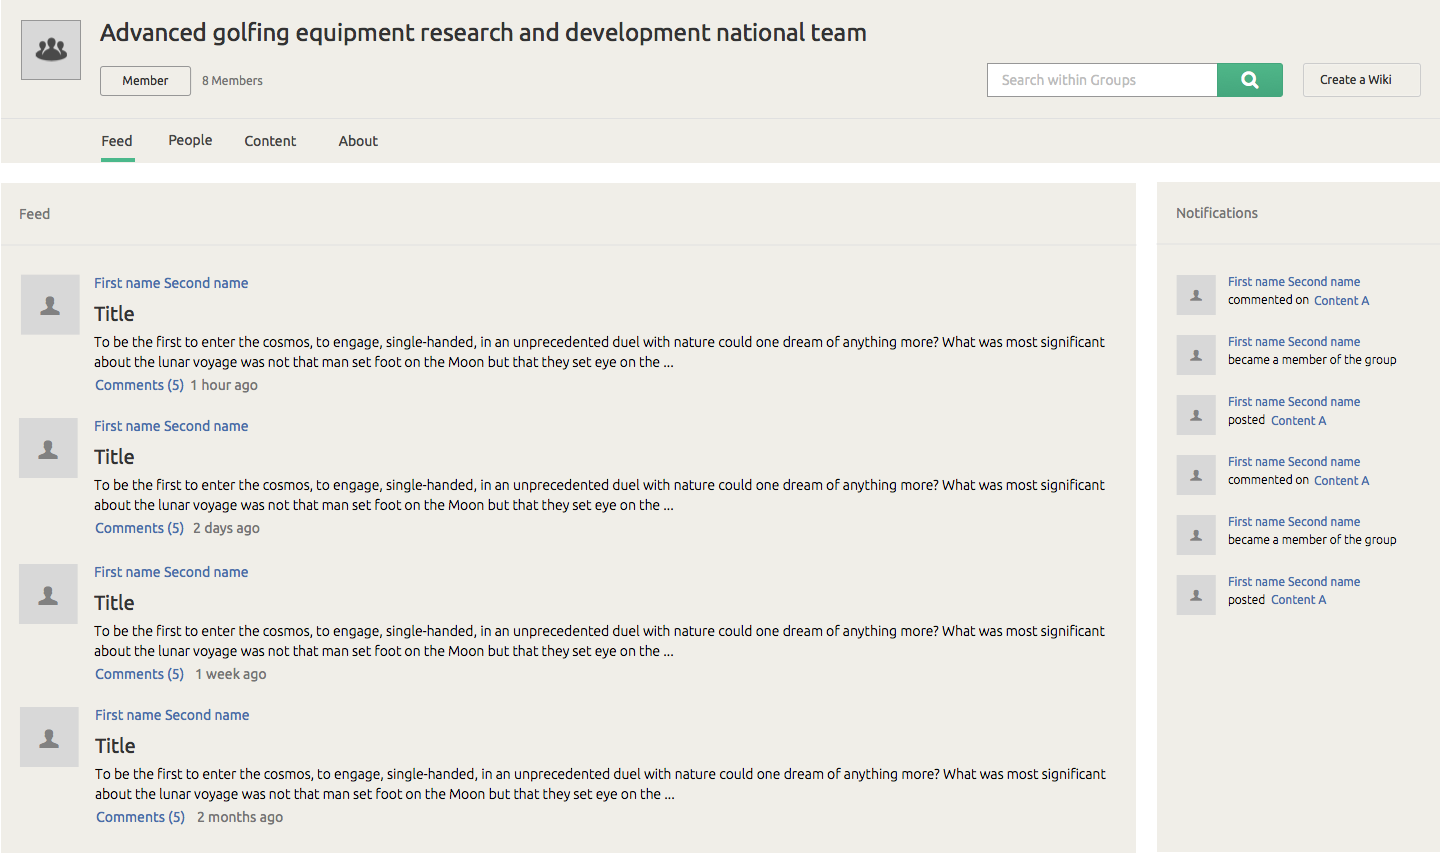 Advanced golfing equipment research and development national team
Member
8 Members
Search within Groups
Create a Wiki
Feed
People
Content
About
Feed
First name Second name
Title
To be the first to enter the cosmos, to engage, single-handed, in an unprecedented duel with nature could one dream of anything more? What was most significant
about the lunar voyage was not that man set foot on the Moon but that they set eye on the ...
Comments (5) 1 hour ago
First name Second name
Title
To be the first to enter the cosmos, to engage, single-handed, in an unprecedented duel with nature could one dream of anything more? What was most significant
about the lunar voyage was not that man set foot on the Moon but that they set eye on the ...
Comments (5) 2 days ago
First name Second name
Title
To be the first to enter the cosmos, to engage, single-handed, in an unprecedented duel with nature could one dream of anything more? What was most significant
about the lunar voyage was not that man set foot on the Moon but that they set eye on the ...
Comments (5) 1 week ago
First name Second name
Title
To be the first to enter the cosmos, to engage, single-handed, in an unprecedented duel with nature could one dream of anything more? What was most significant
about the lunar voyage was not that man set foot on the Moon but that they set eye on the ...
Comments (5) 2 months ago
Notifications
First name Second name
commented on Content A
First name Second name
became a member of the group
First name Second name
posted Content A
First name Second name
commented on Content A
First name Second name
became a member of the group
First name Second name
posted Content A